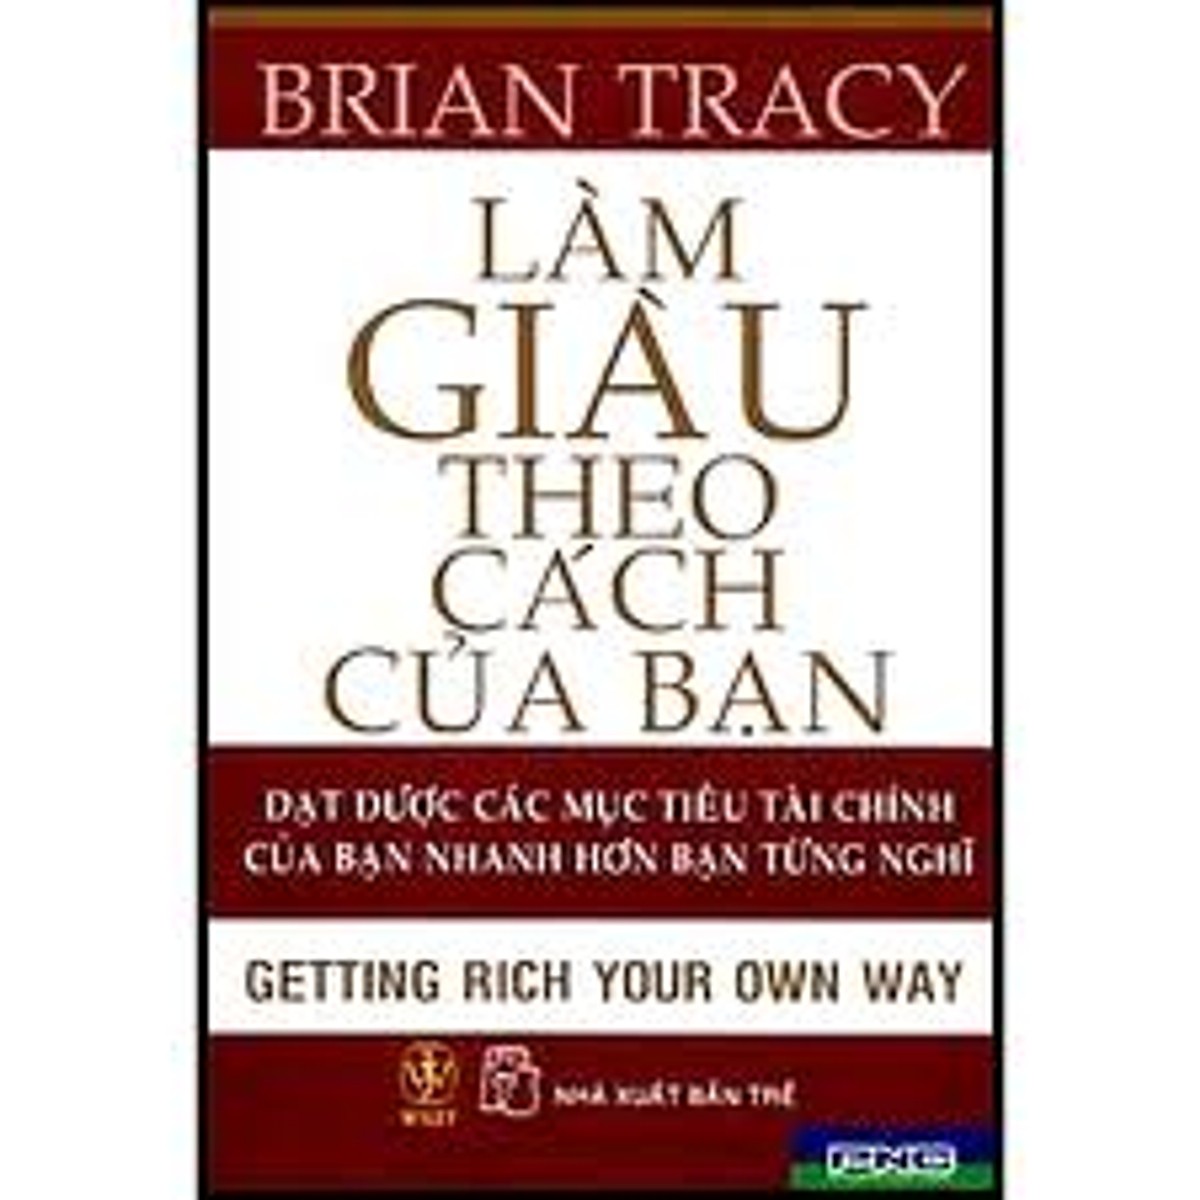 BRIAN TRACY
LÀM
GIÀU
THEO
CÁCH
CỦA BẠN
ĐẠT ĐƯỢC CÁC MỤC TIÊU TÀI CHÍNH
CỦA BẠN NHANH HƠN BẠN TỪNG NGHĨ
GETTING RICH YOUR OWN WAY
WILEY
NHÀ XUẤT BẢN TRẺ